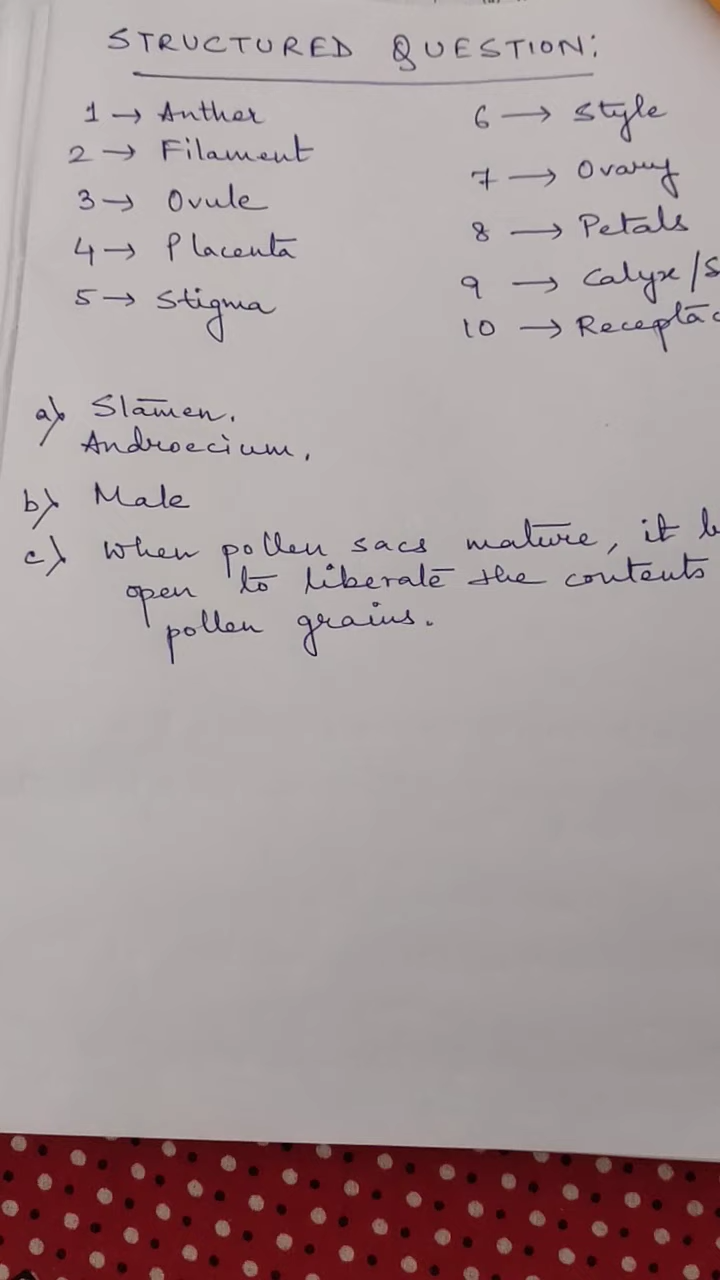 STRUCTURED QUESTION:
1 → Anther
2 → Filament
3 → Ovule
4 → Placenta
5 → Stigma
6 → Style
7 → Ovary
8 → Petals
9 → Calyx/S
10 → Receptac
a) Stamen.
Androecium.
b) Male
c) When pollen sacs mature, it b
open to liberate the contents
pollen grains.